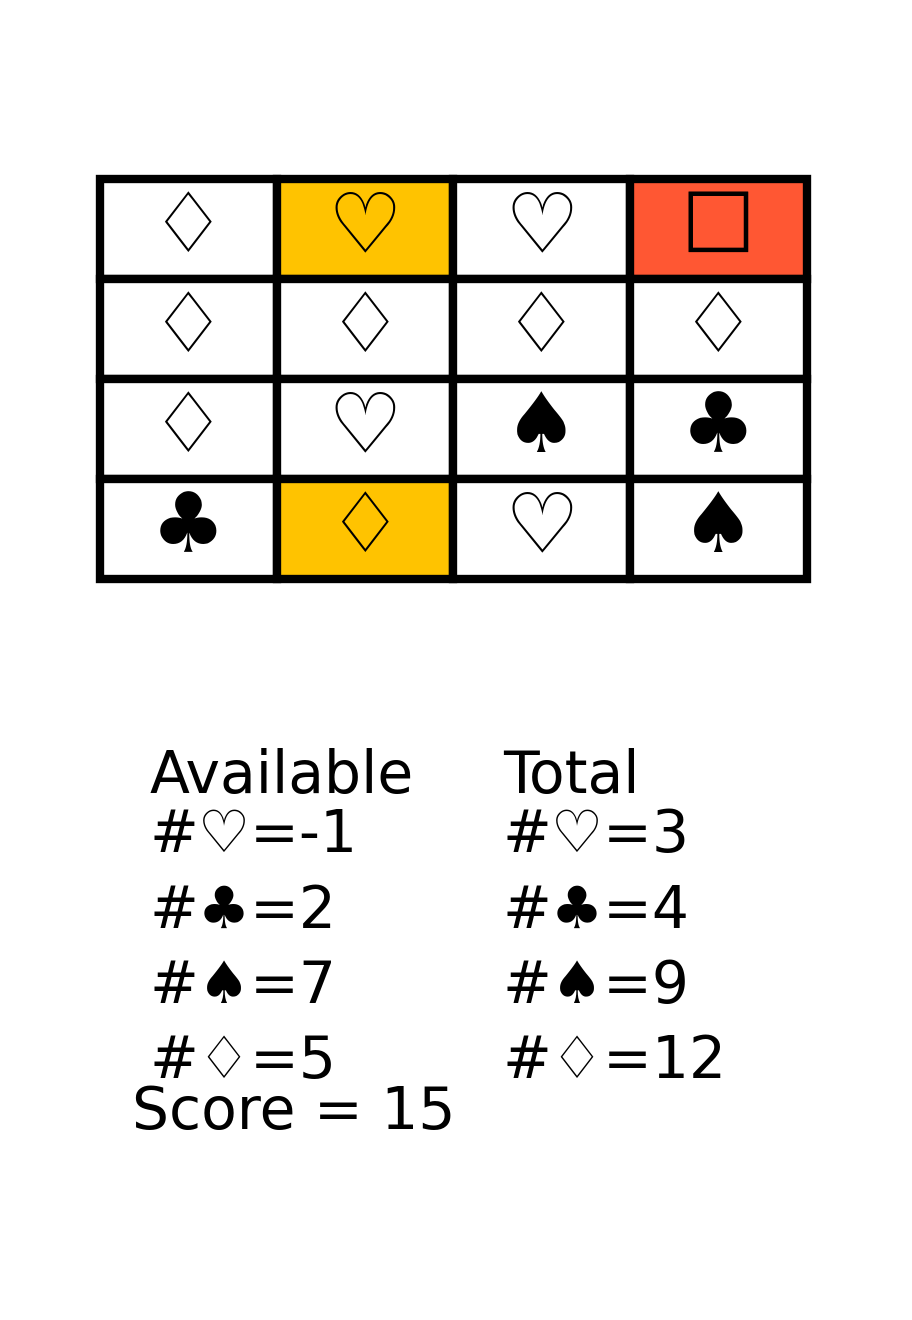 ♢ ♡ ♡ □
♢ ♢ ♢ ♢
♢ ♡ ♠ ♣
♣ ♢ ♡ ♠
Available Total
#♡=-1 #♡=3
#♣=2 #♣=4
#♠=7 #♠=9
#♢=5 #♢=12
Score = 15